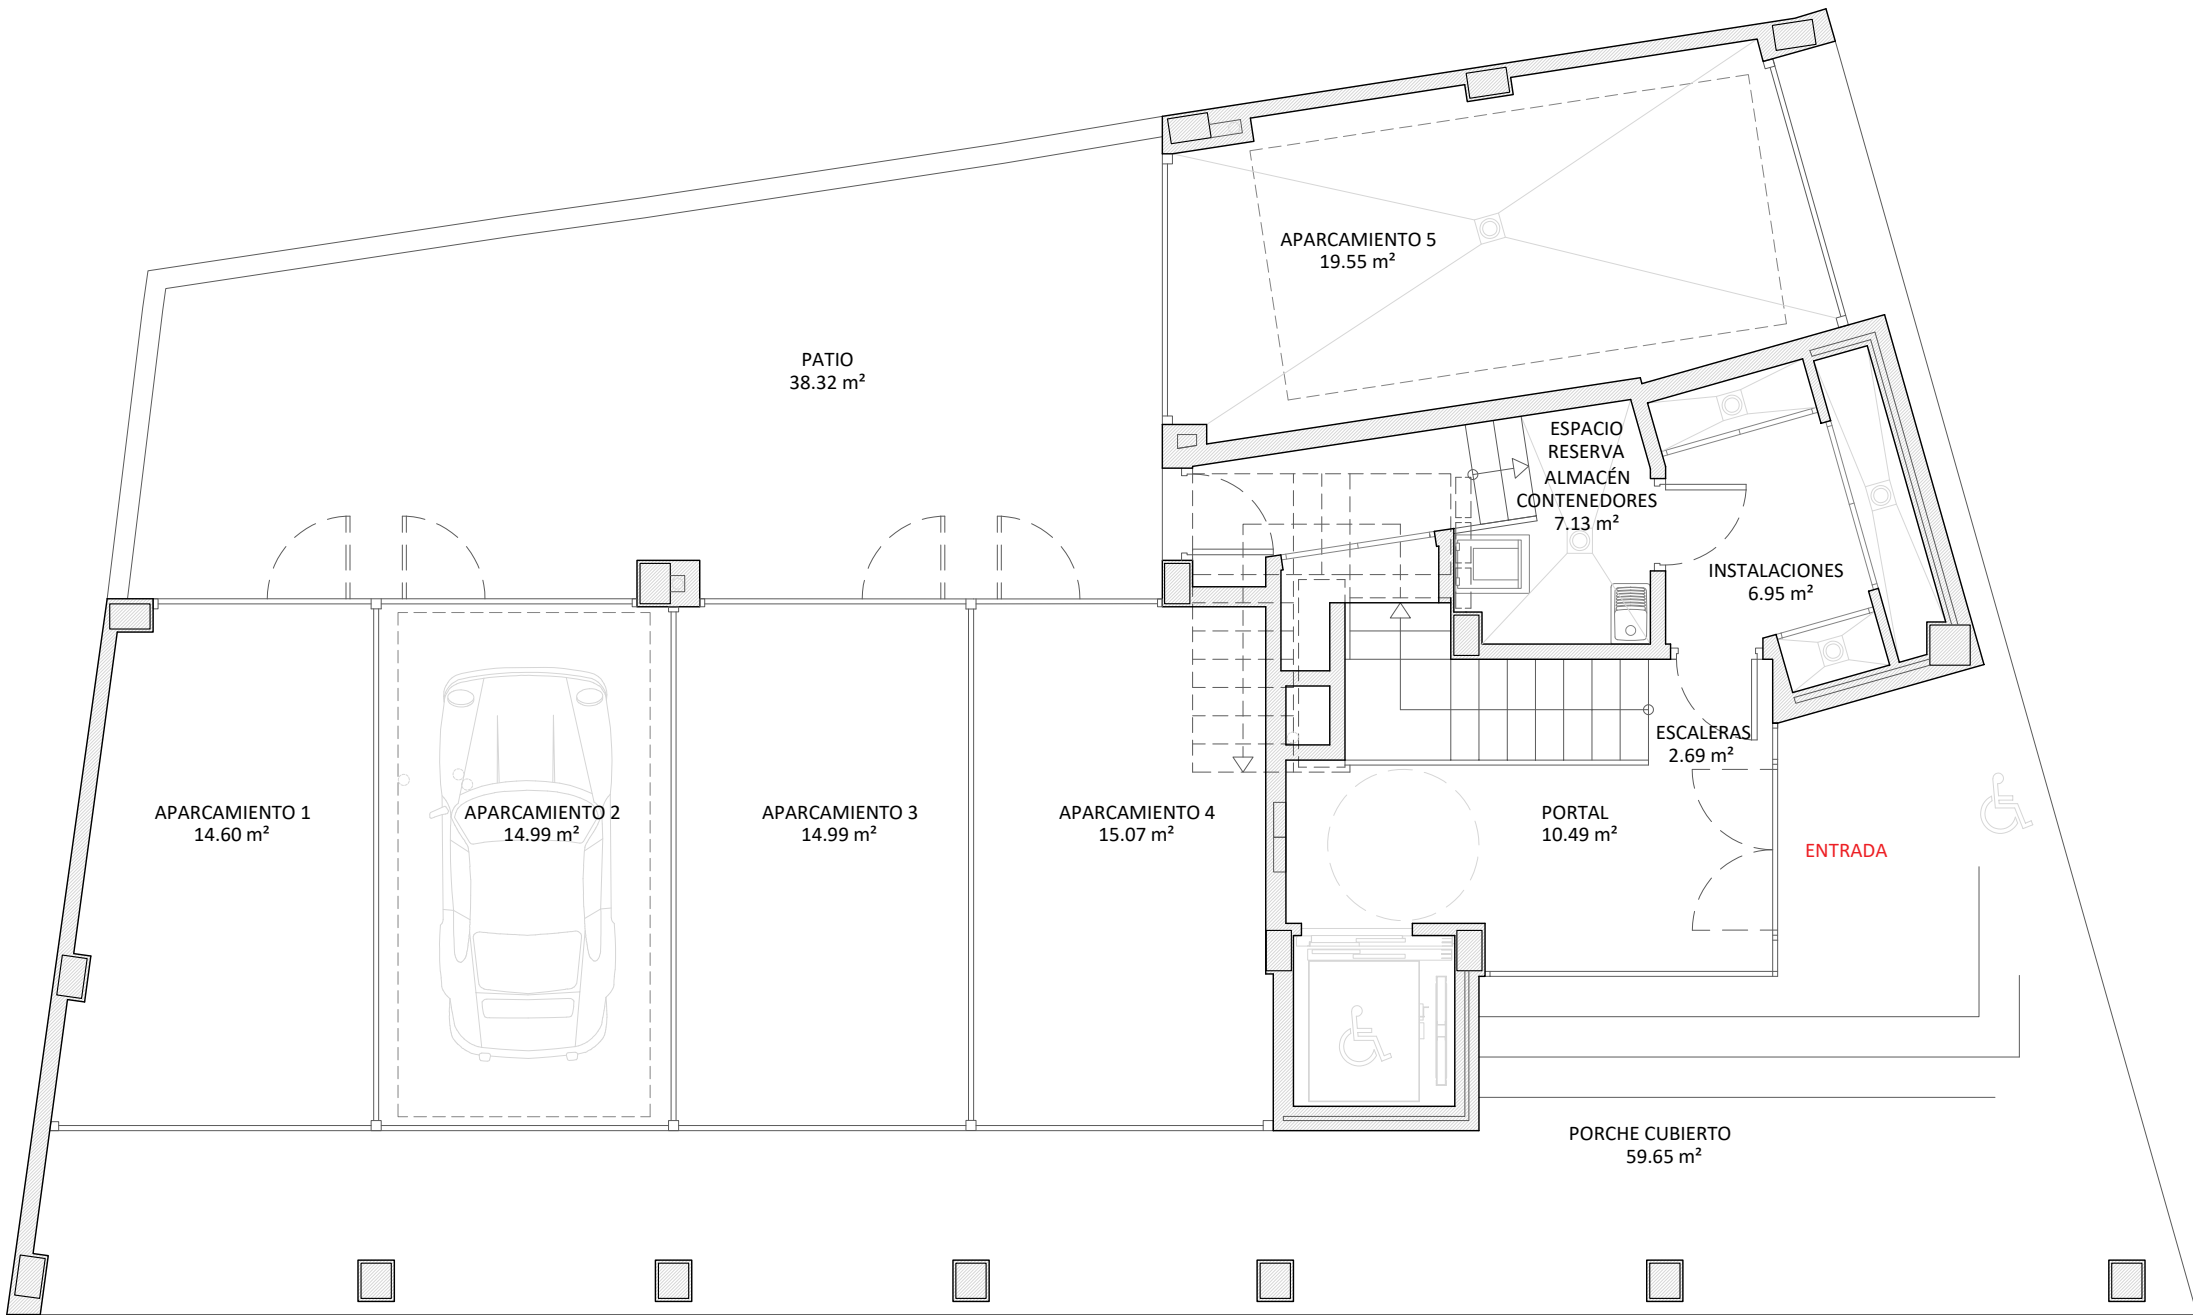 APARCAMIENTO 5
19.55 m²
PATIO
38.32 m²
ESPACIO
RESERVA
ALMACÉN
CONTENEDORES
7.13 m²
INSTALACIONES
6.95 m²
ESCALERAS
2.69 m²
APARCAMIENTO 1
14.60 m²
APARCAMIENTO 2
14.99 m²
APARCAMIENTO 3
14.99 m²
APARCAMIENTO 4
15.07 m²
PORTAL
10.49 m²
ENTRADA
PORCHE CUBIERTO
59.65 m²